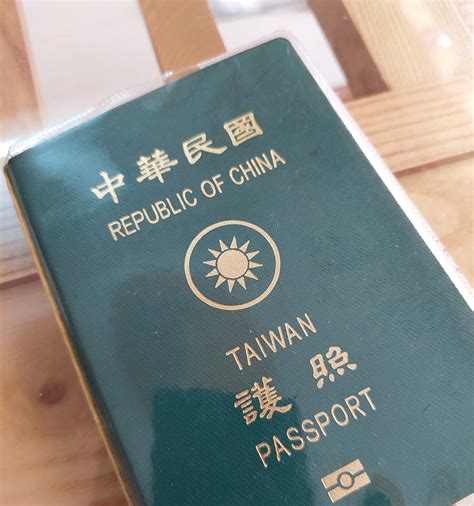 中華民國
REPUBLIC OF CHINA
TAIWAN
護照
PASSPORT